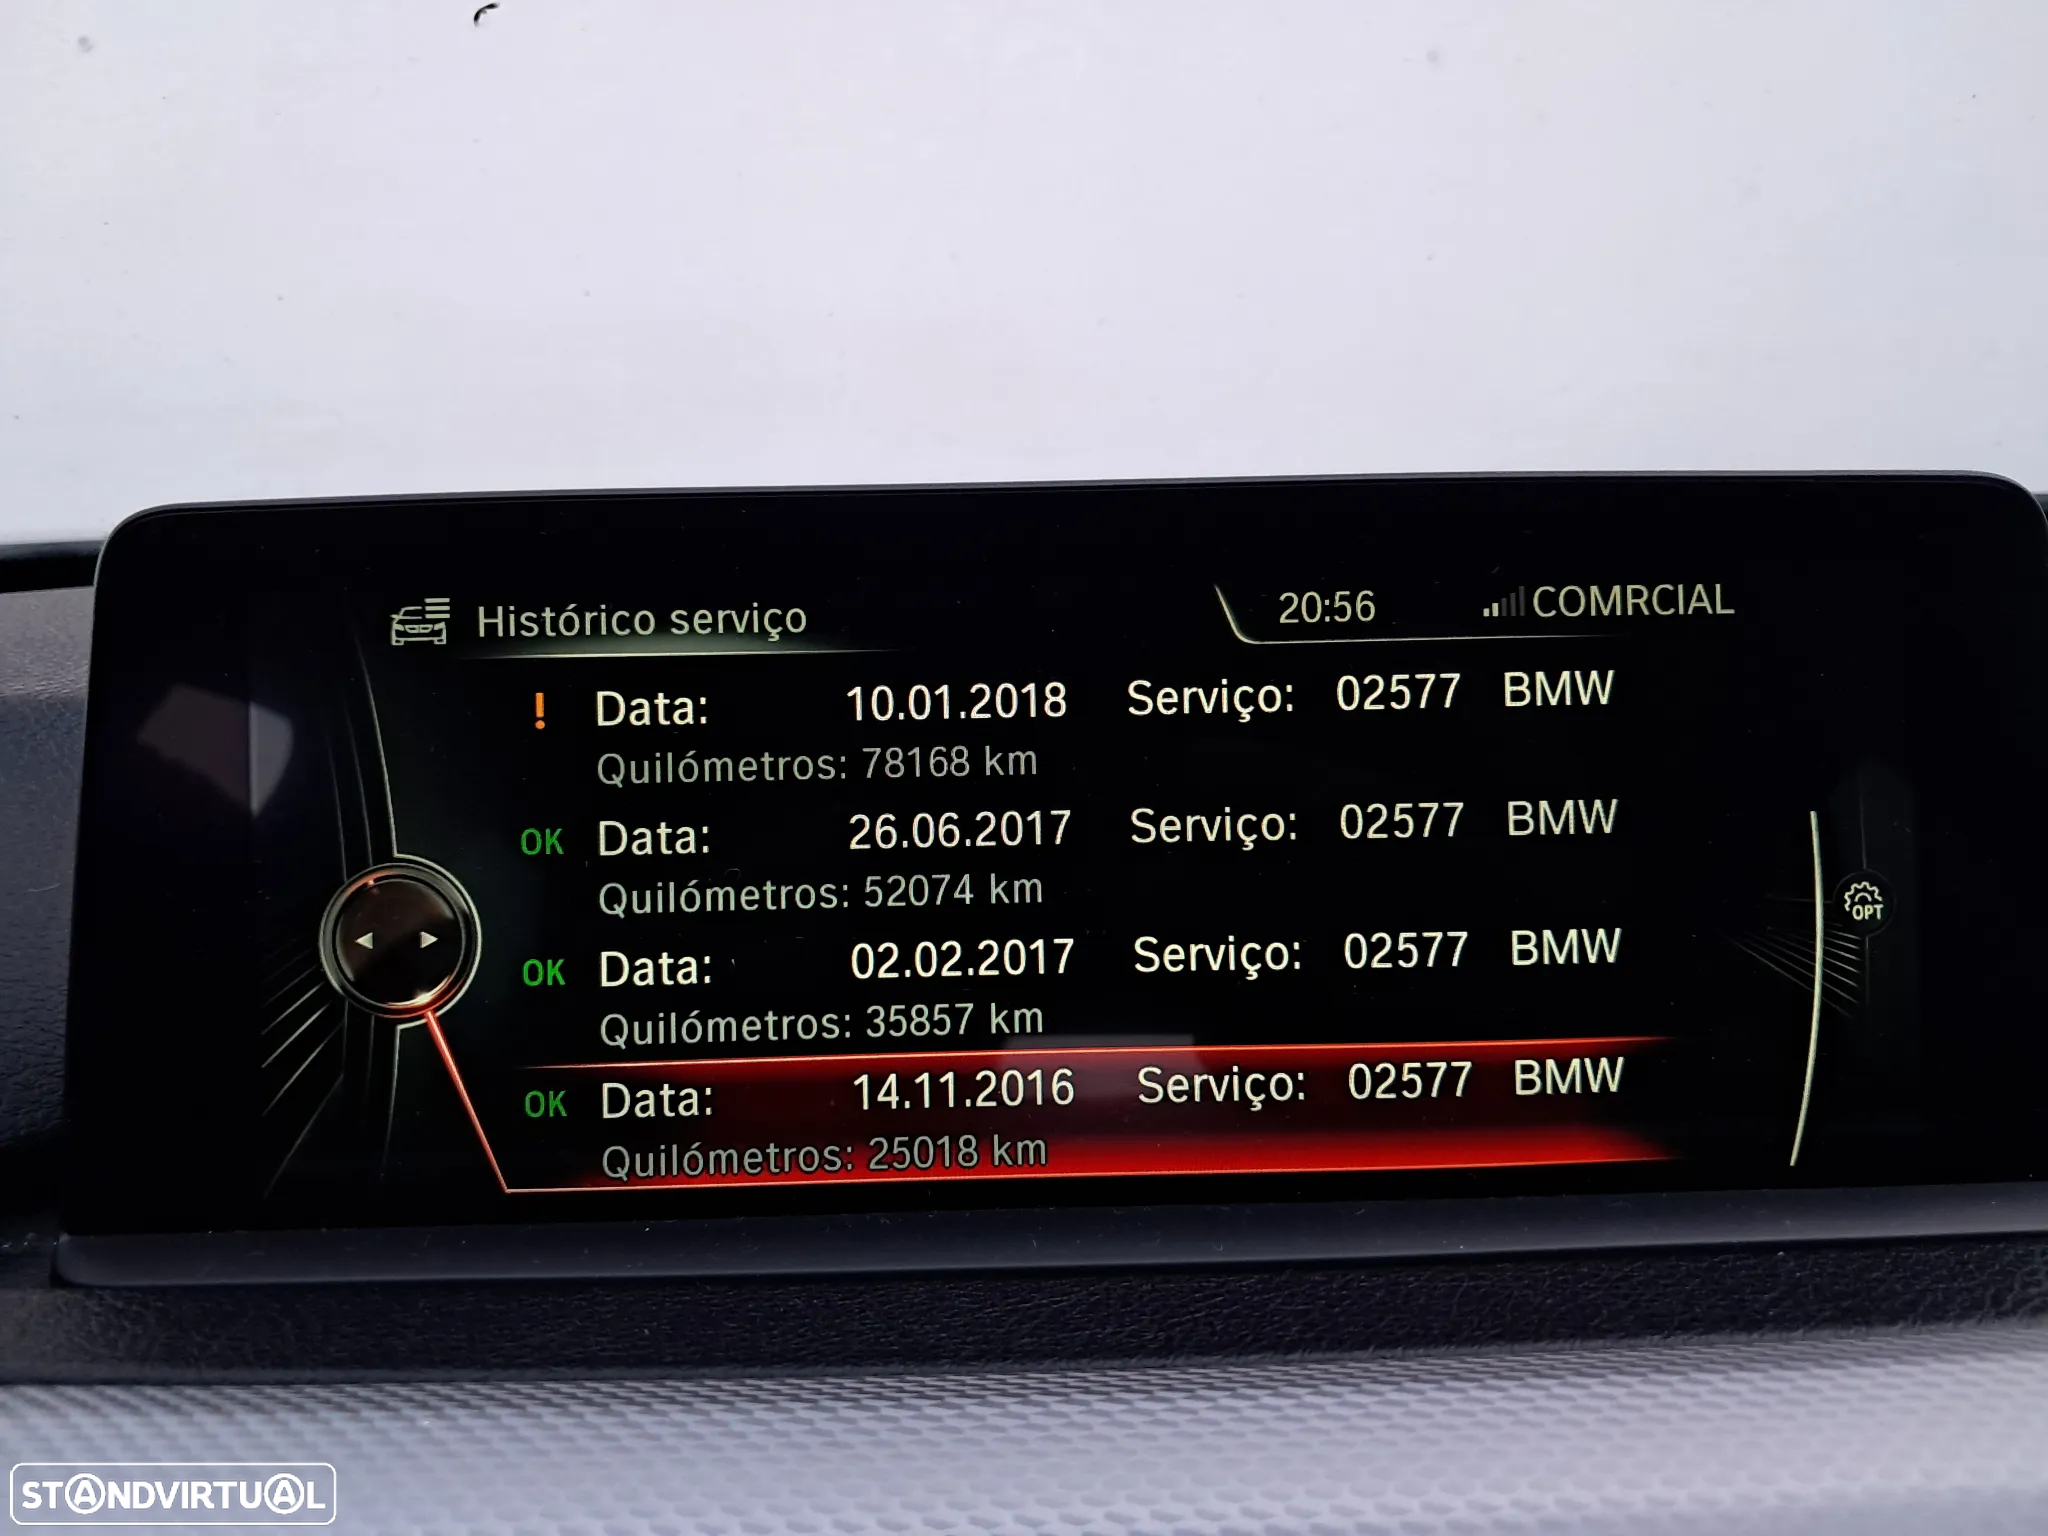 Histórico serviço
20:56 COMRCIAL
! Data: 10.01.2018 Serviço: 02577 BMW
Quilómetros: 78168 km
OK Data: 26.06.2017 Serviço: 02577 BMW
Quilómetros: 52074 km
OK Data: 02.02.2017 Serviço: 02577 BMW
Quilómetros: 35857 km
OK Data: 14.11.2016 Serviço: 02577 BMW
Quilómetros: 25018 km
OPT
STANDVIRTUAL